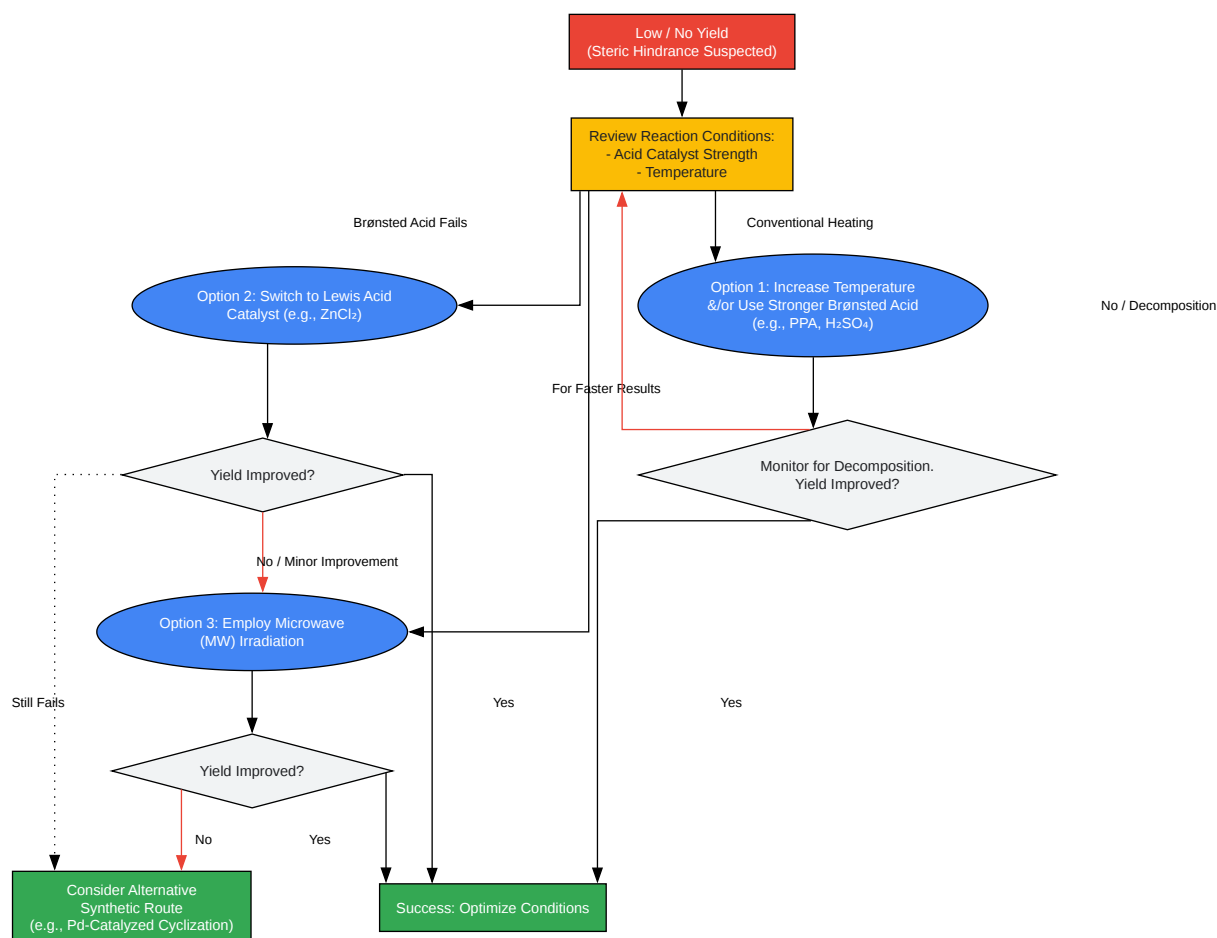 Low / No Yield
(Steric Hindrance Suspected)
Review Reaction Conditions:
- Acid Catalyst Strength
- Temperature
Brønsted Acid Fails
Conventional Heating
Option 2: Switch to Lewis Acid
Catalyst (e.g., ZnCl₂)
Option 1: Increase Temperature
&/or Use Stronger Brønsted Acid
(e.g., PPA, H₂SO₄)
No / Decomposition
For Faster Results
Yield Improved?
Monitor for Decomposition.
Yield Improved?
No / Minor Improvement
Option 3: Employ Microwave
(MW) Irradiation
Still Fails
Yes
Yes
Yield Improved?
No
Yes
Consider Alternative
Synthetic Route
(e.g., Pd-Catalyzed Cyclization)
Success: Optimize Conditions